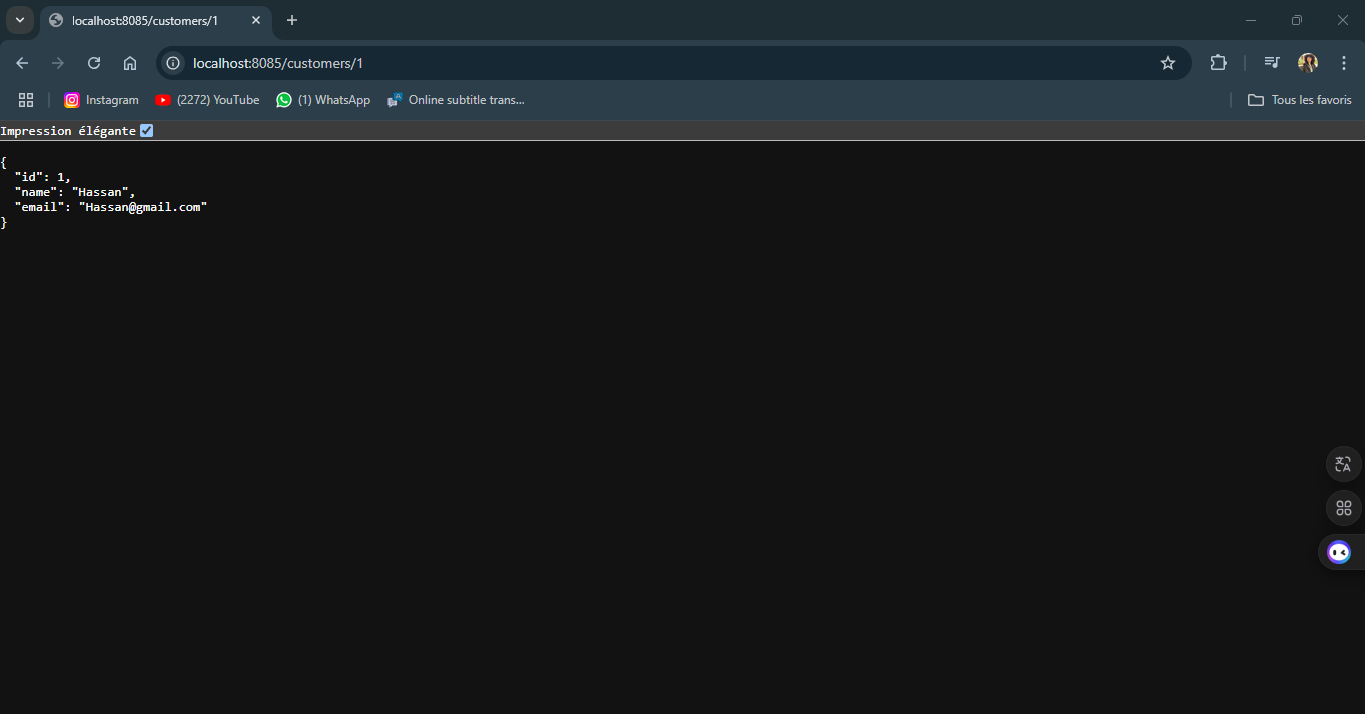 localhost:8085/customers/1
localhost:8085/customers/1
Instagram (2272) YouTube (1) WhatsApp Online subtitle trans... Tous les favoris
Impression élégante
{
  "id": 1,
  "name": "Hassan",
  "email": "Hassan@gmail.com"
}